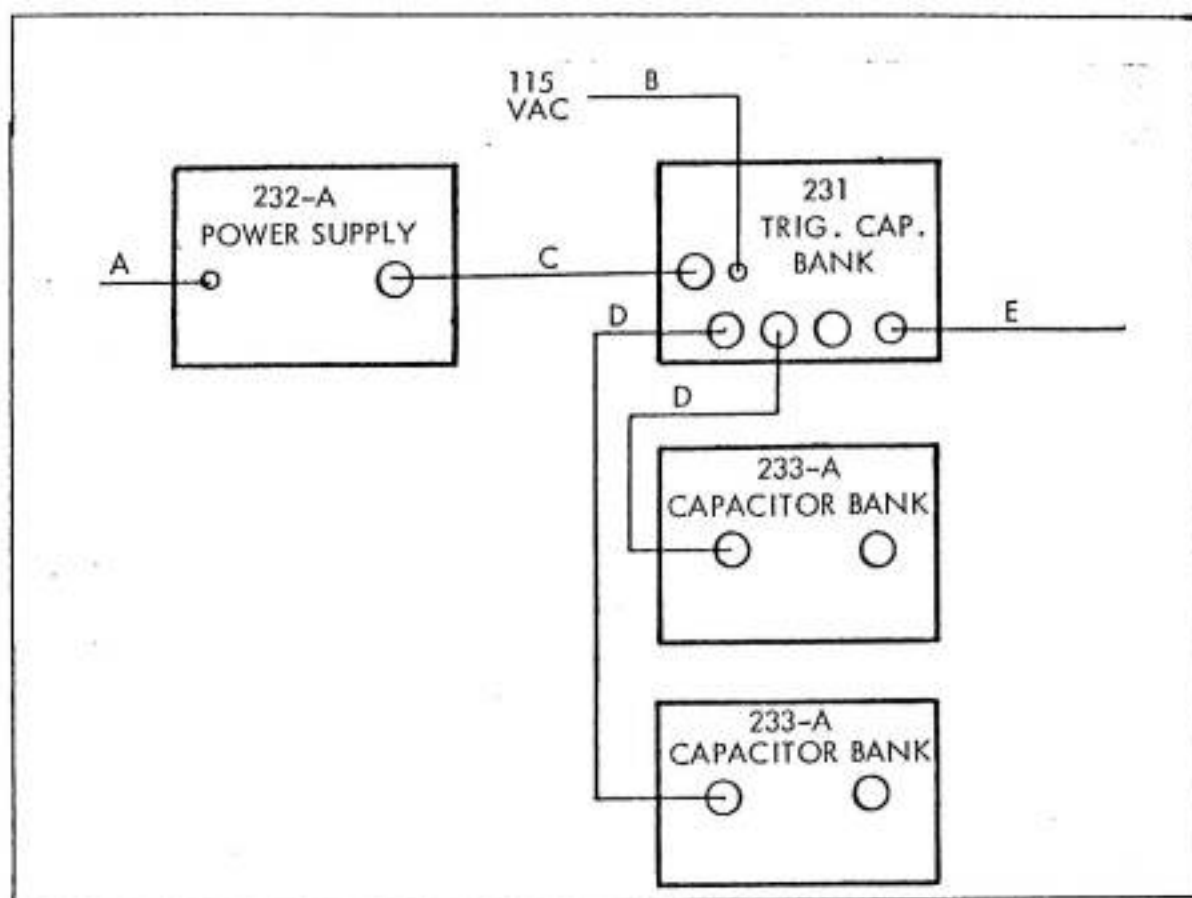 115
VAC
B
232-A
POWER SUPPLY
A
C
231
TRIG. CAP.
BANK
D
E
D
233-A
CAPACITOR BANK
233-A
CAPACITOR BANK